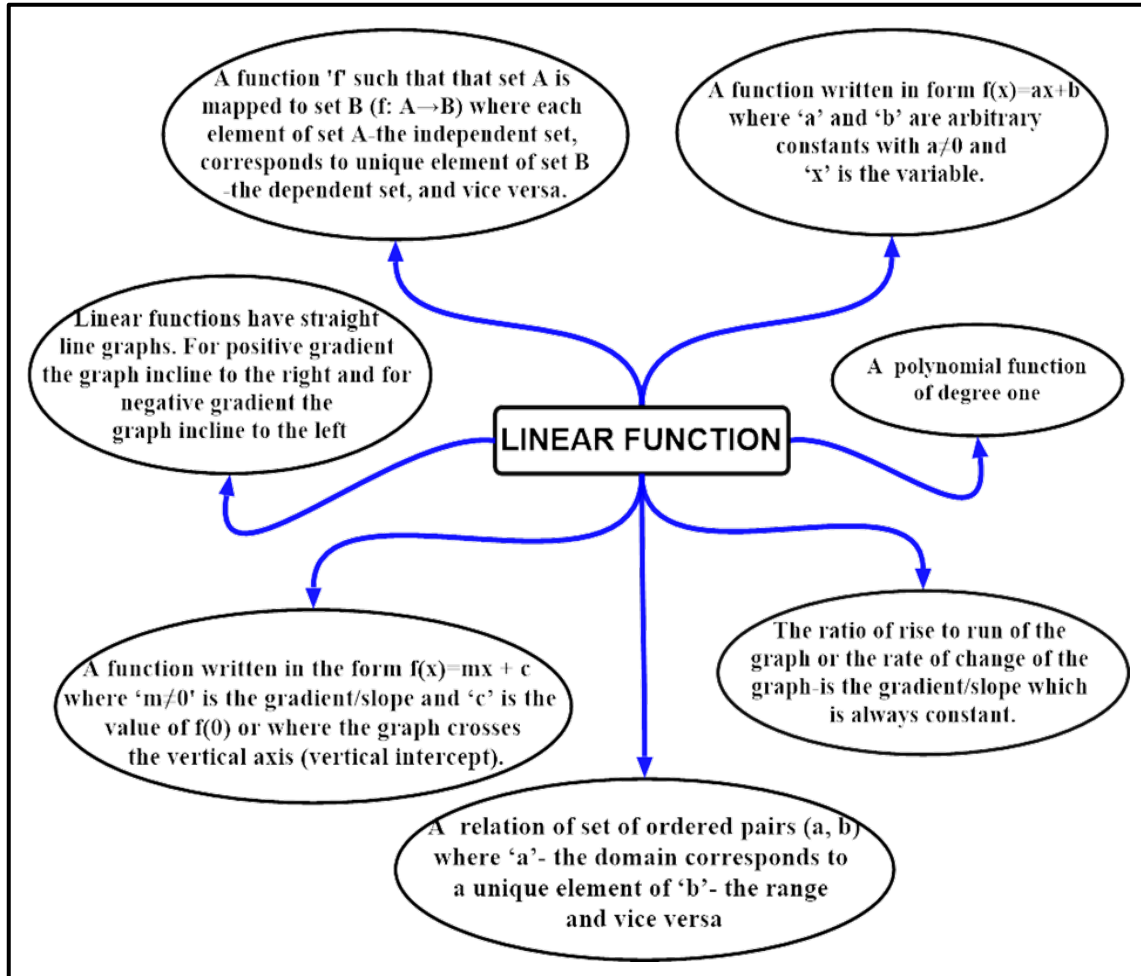 A function 'f' such that that set A is
mapped to set B (f: A→B) where each
element of set A-the independent set,
corresponds to unique element of set B
-the dependent set, and vice versa.
A function written in form f(x)=ax+b
where ‘a’ and ‘b’ are arbitrary
constants with a≠0 and
‘x’ is the variable.
Linear functions have straight
line graphs. For positive gradient
the graph incline to the right and for
negative gradient the
graph incline to the left
A polynomial function
of degree one
LINEAR FUNCTION
A function written in the form f(x)=mx + c
where ‘m≠0' is the gradient/slope and ‘c’ is the
value of f(0) or where the graph crosses
the vertical axis (vertical intercept).
The ratio of rise to run of the
graph or the rate of change of the
graph-is the gradient/slope which
is always constant.
A relation of set of ordered pairs (a, b)
where ‘a’- the domain corresponds to
a unique element of ‘b’- the range
and vice versa